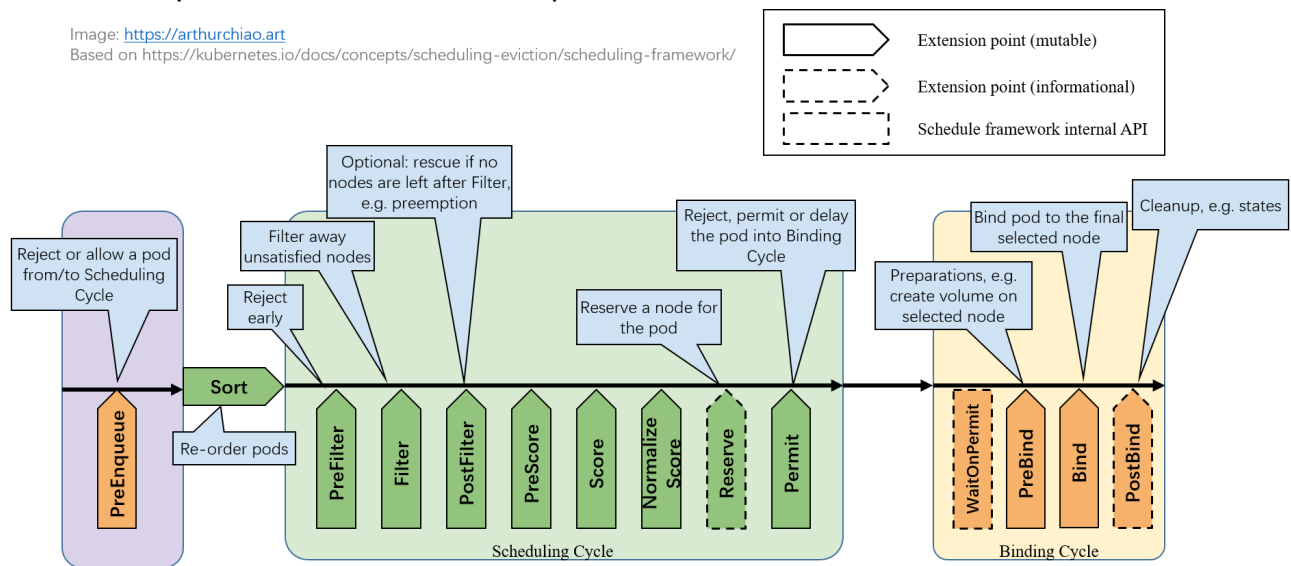 Image: https://arthurchiao.art
Based on https://kubernetes.io/docs/concepts/scheduling-eviction/scheduling-framework/
Extension point (mutable)
Extension point (informational)
Schedule framework internal API
Reject or allow a pod
from/to Scheduling
Cycle
PreEnqueue
Sort
Re-order pods
Reject
early
Filter away
unsatisfied nodes
Optional: rescue if no
nodes are left after Filter,
e.g. preemption
Reserve a node for
the pod
Reject, permit or delay
the pod into Binding
Cycle
PreFilter
Filter
PostFilter
PreScore
Score
Normalize
Score
Reserve
Permit
Scheduling Cycle
Preparations, e.g.
create volume on
selected node
Bind pod to the final
selected node
Cleanup, e.g. states
WaitOnPermit
PreBind
Bind
PostBind
Binding Cycle